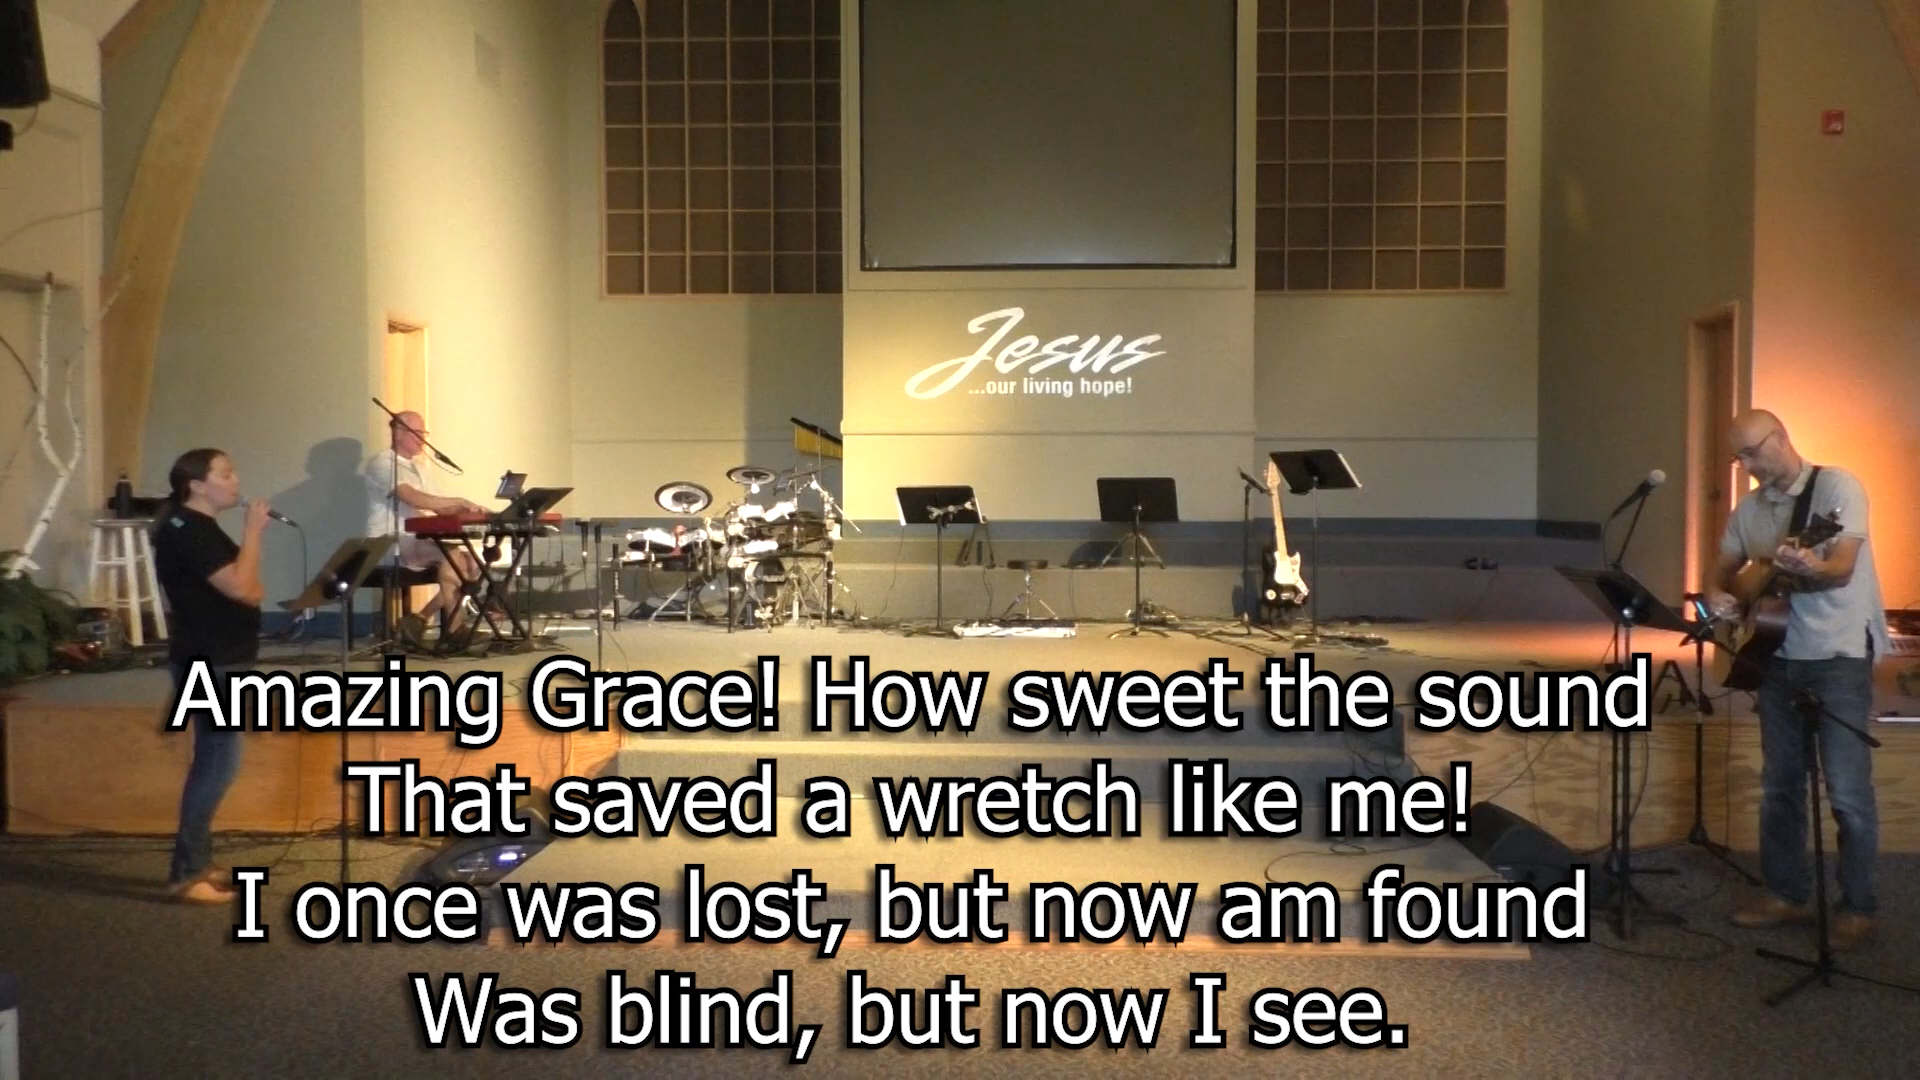 Jesus
...our living hope!
Amazing Grace! How sweet the sound
That saved a wretch like me!
I once was lost, but now am found
Was blind, but now I see.